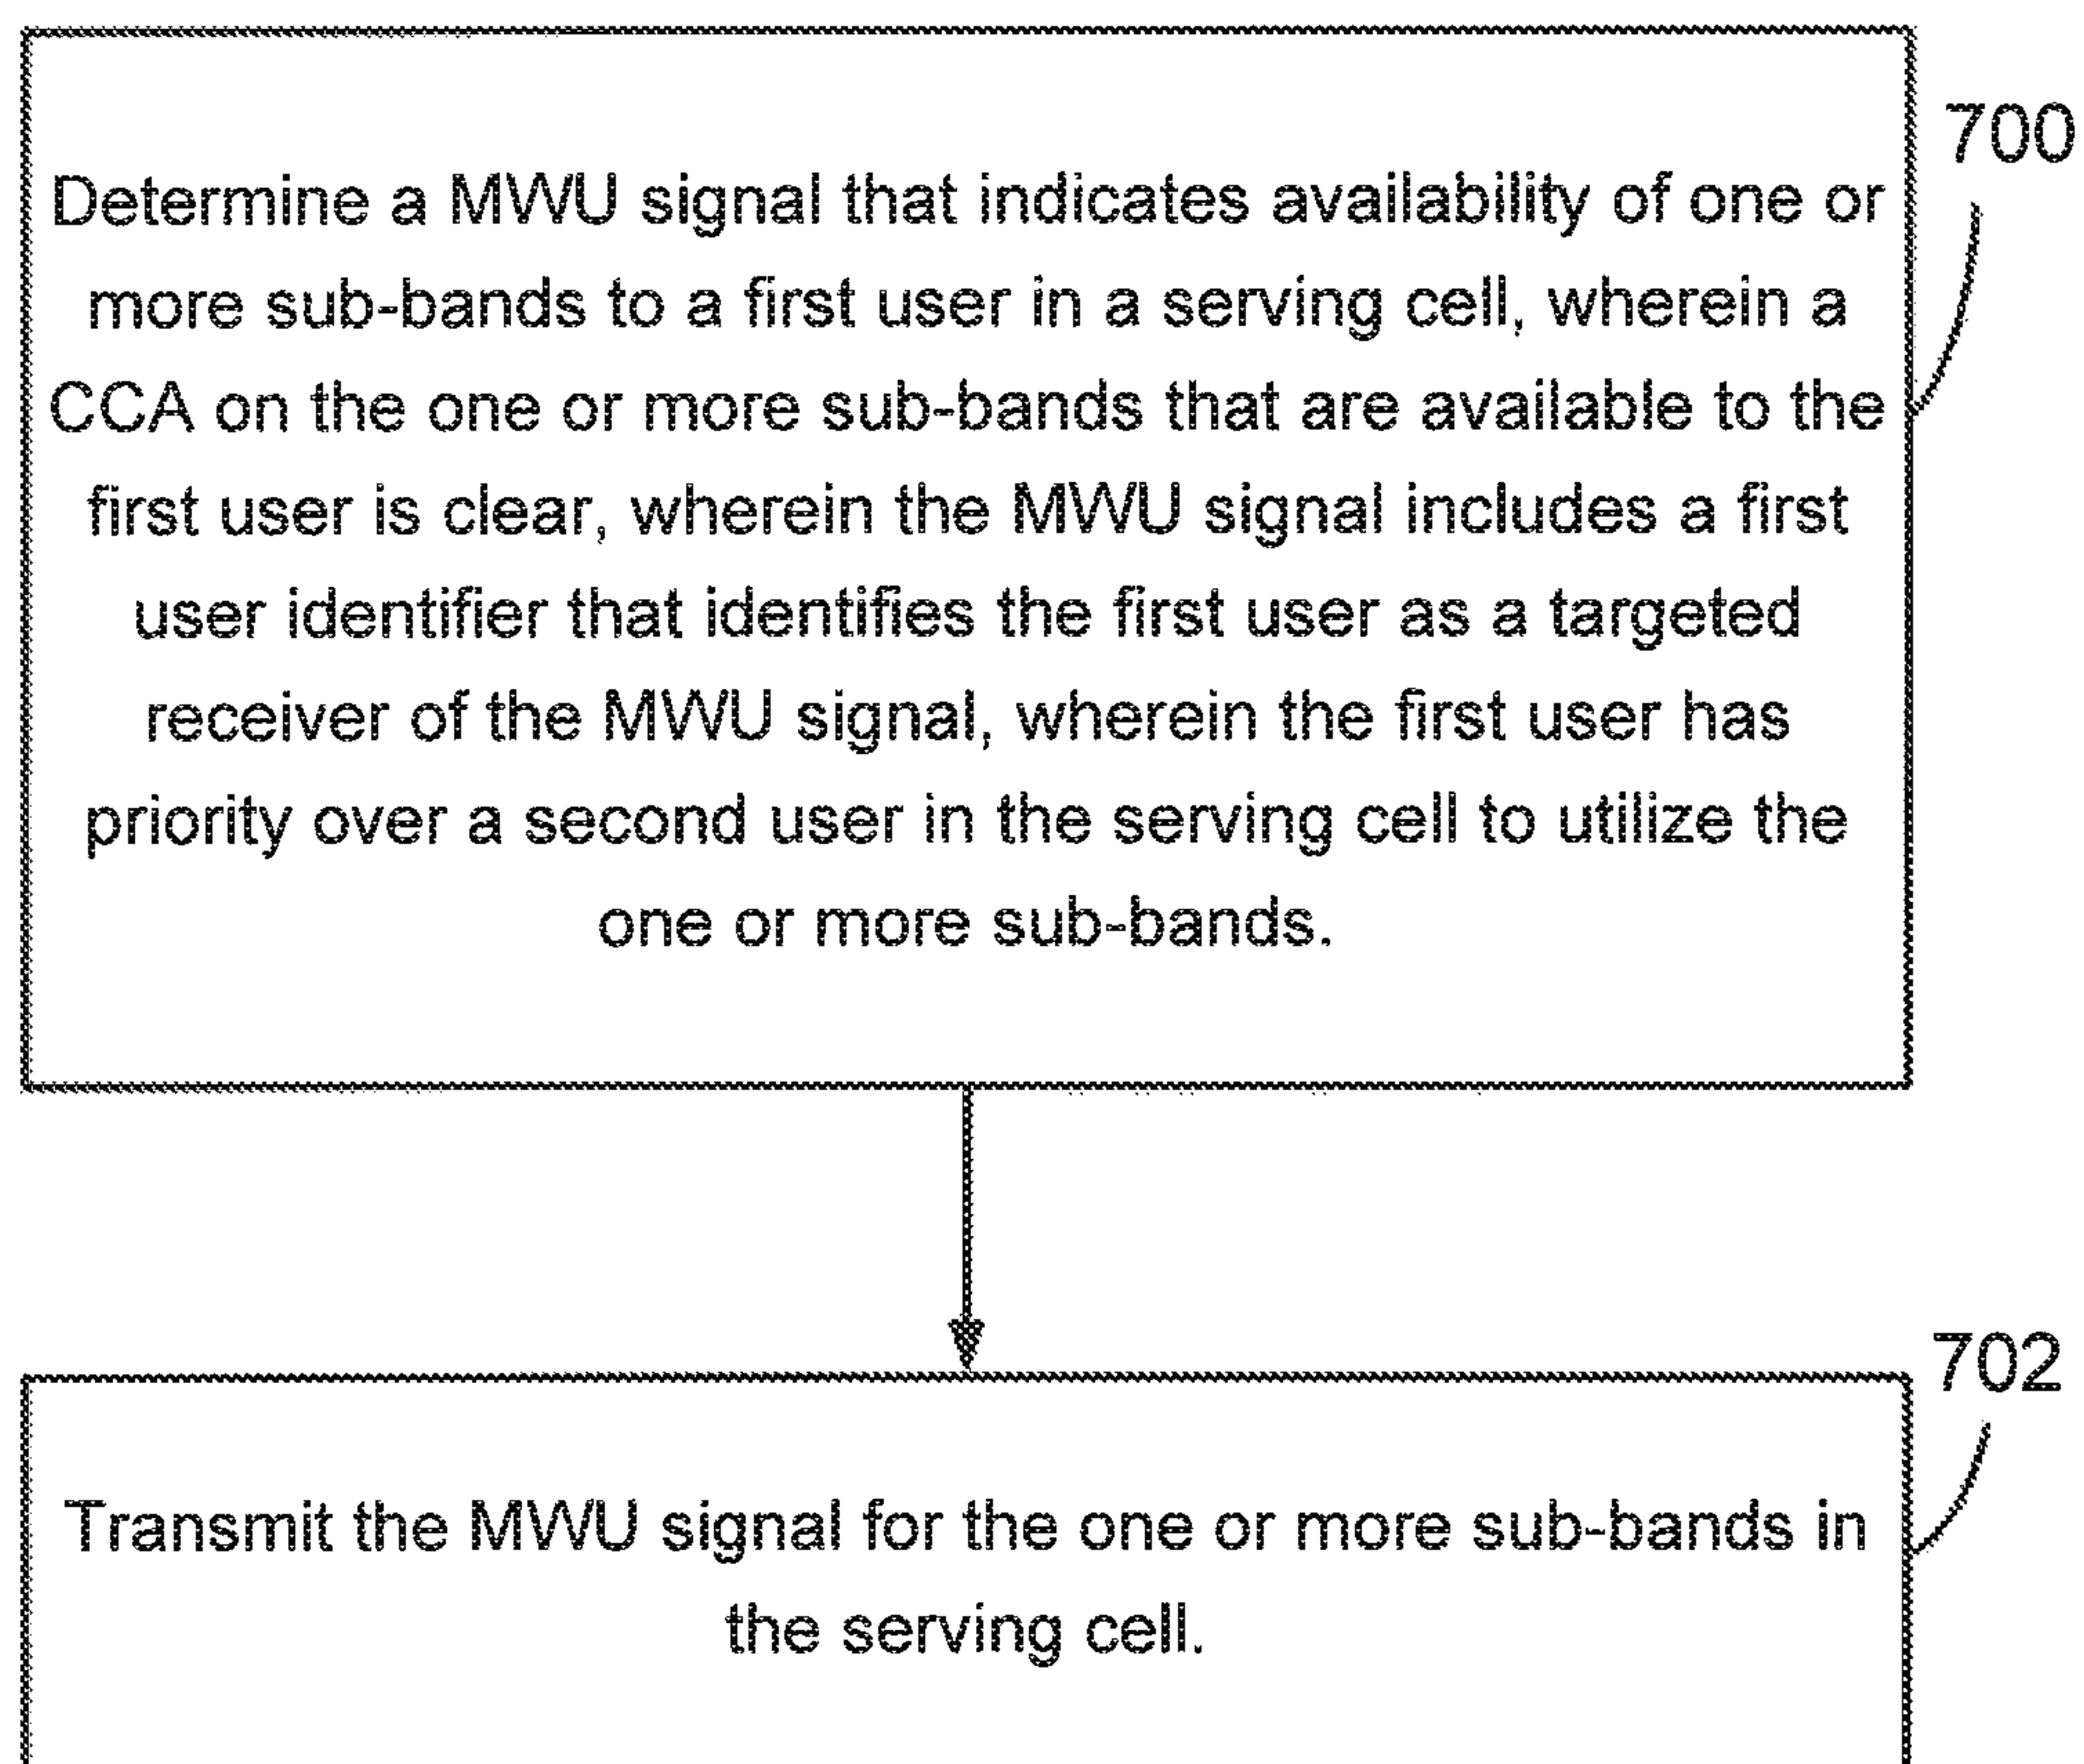 700
Determine a MWU signal that indicates availability of one or
more sub-bands to a first user in a serving cell, wherein a
CCA on the one or more sub-bands that are available to the
first user is clear, wherein the MWU signal includes a first
user identifier that identifies the first user as a targeted
receiver of the MWU signal, wherein the first user has
priority over a second user in the serving cell to utilize the
one or more sub-bands.
702
Transmit the MWU signal for the one or more sub-bands in
the serving cell.